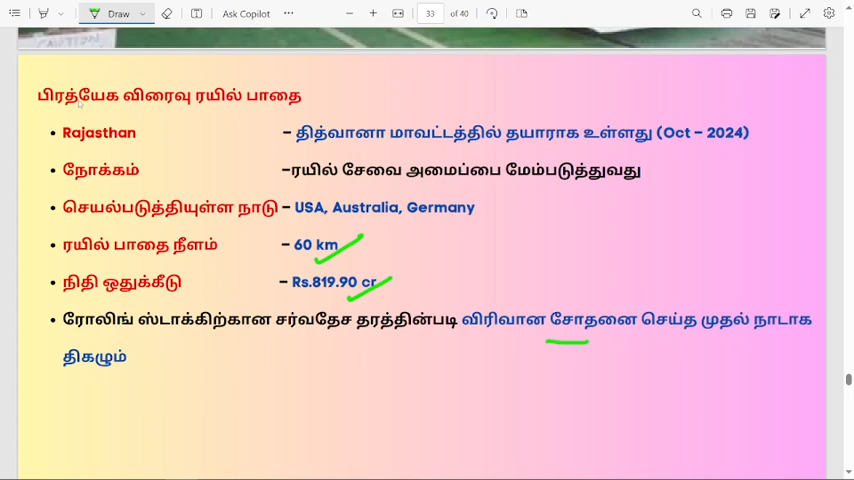 Draw
Ask Copilot
33 of 40
CAUTION
பிரத்யேக விரைவு ரயில் பாதை
• Rajasthan – தித்வானா மாவட்டத்தில் தயாராக உள்ளது (Oct – 2024)
• நோக்கம் –ரயில் சேவை அமைப்பை மேம்படுத்துவது
• செயல்படுத்தியுள்ள நாடு – USA, Australia, Germany
• ரயில் பாதை நீளம் – 60 km
• நிதி ஒதுக்கீடு – Rs.819.90 cr
• ரோலிங் ஸ்டாக்கிற்கான சர்வதேச தரத்தின்படி விரிவான சோதனை செய்த முதல் நாடாக
திகழும்